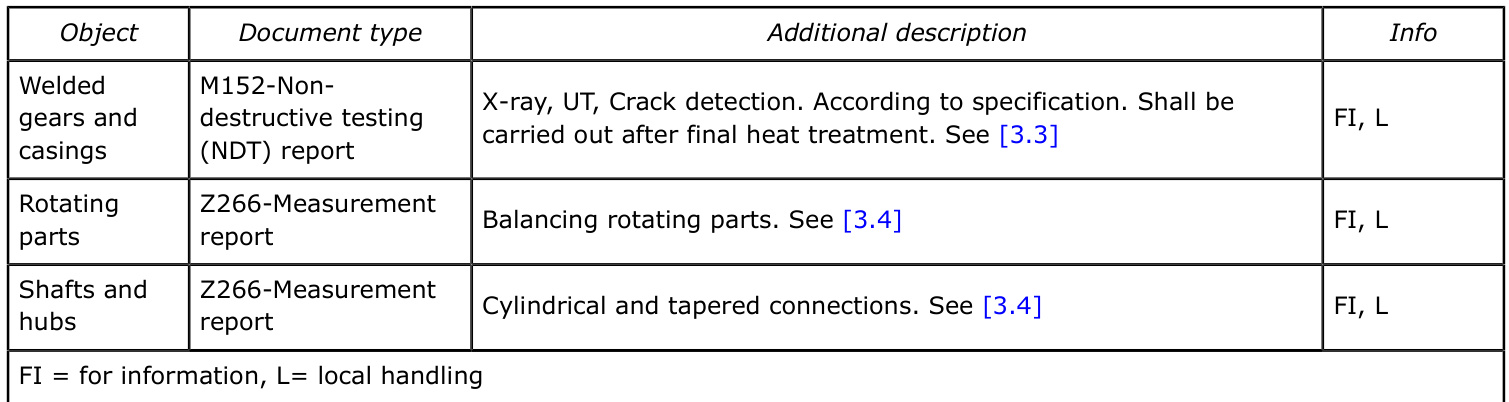 Object Document type Additional description Info
Welded
gears and
casings
M152-Non-
destructive testing
(NDT) report
X-ray, UT, Crack detection. According to specification. Shall be
carried out after final heat treatment. See [3.3]
FI, L
Rotating
parts
Z266-Measurement
report
Balancing rotating parts. See [3.4]
FI, L
Shafts and
hubs
Z266-Measurement
report
Cylindrical and tapered connections. See [3.4]
FI, L
FI = for information, L= local handling